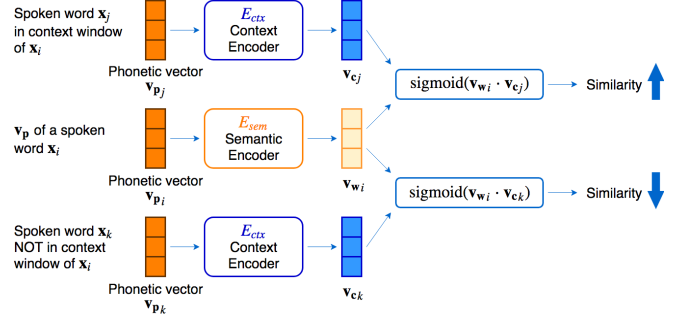 Spoken word x_j
in context window
of x_i
Phonetic vector
v_p_j
E_ctx
Context
Encoder
v_c_j
sigmoid(v_w_i · v_c_j)
Similarity
v_p of a spoken
word x_i
Phonetic vector
v_p_i
E_sem
Semantic
Encoder
v_w_i
sigmoid(v_w_i · v_c_k)
Similarity
Spoken word x_k
NOT in context
window of x_i
Phonetic vector
v_p_k
E_ctx
Context
Encoder
v_c_k